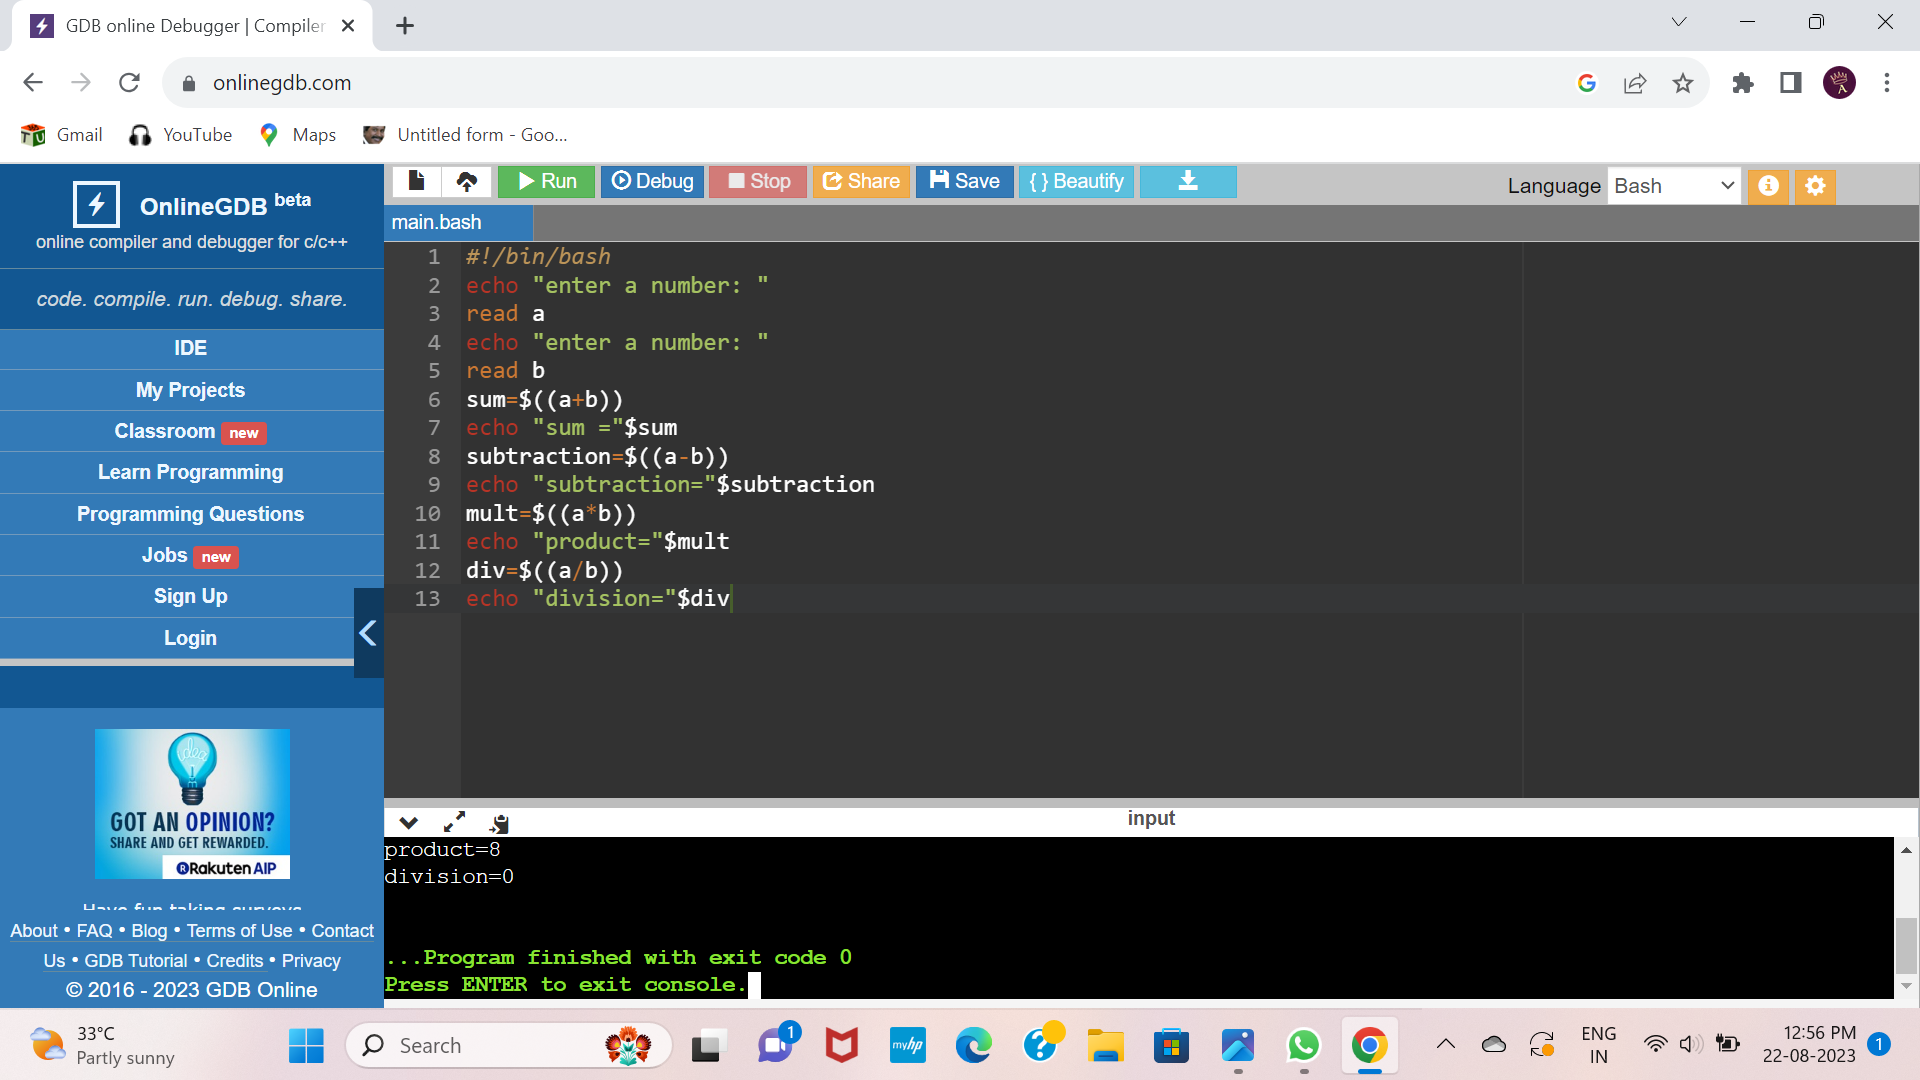 GDB online Debugger | Compiler
onlinegdb.com
Gmail
YouTube
Maps
Untitled form - Goo...
OnlineGDB beta
online compiler and debugger for c/c++
code. compile. run. debug. share.
IDE
My Projects
Classroom new
Learn Programming
Programming Questions
Jobs new
Sign Up
Login
idea
GOT AN OPINION?
SHARE AND GET REWARDED.
Rakuten AIP
Have fun taking surveys
About • FAQ • Blog • Terms of Use • Contact
Us • GDB Tutorial • Credits • Privacy
© 2016 - 2023 GDB Online
Run
Debug
Stop
Share
Save
{ } Beautify
Language Bash
main.bash
1 #!/bin/bash
2 echo "enter a number: "
3 read a
4 echo "enter a number: "
5 read b
6 sum=$((a+b))
7 echo "sum ="$sum
8 subtraction=$((a-b))
9 echo "subtraction="$subtraction
10 mult=$((a*b))
11 echo "product="$mult
12 div=$((a/b))
13 echo "division="$div
input
product=8
division=0
...Program finished with exit code 0
Press ENTER to exit console.
33°C
Partly sunny
Search
1
myhp
ENG
IN
12:56 PM
22-08-2023
1